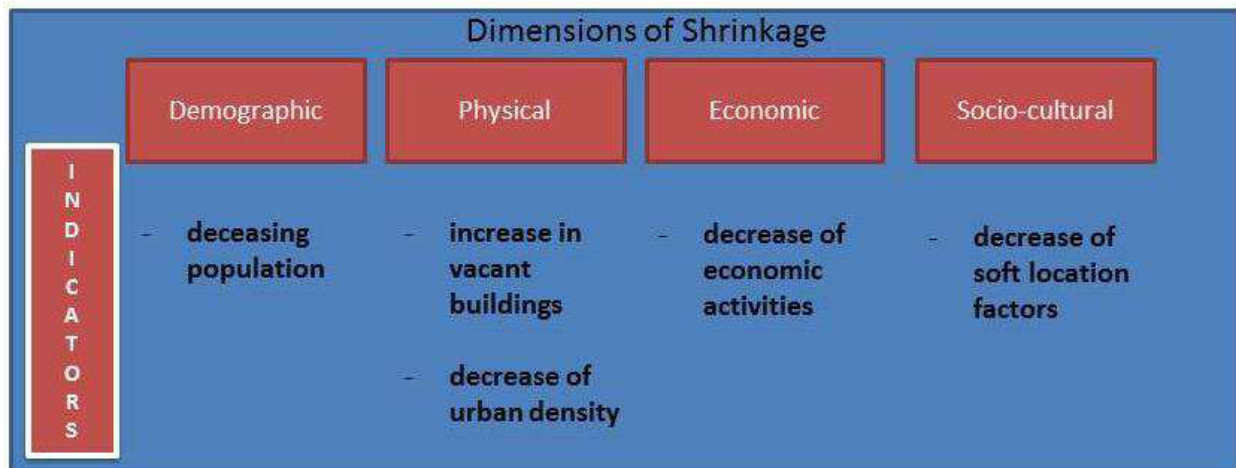 Dimensions of Shrinkage
Demographic
Physical
Economic
Socio-cultural
INDICATORS
- deceasing
population
- increase in
vacant
buildings
- decrease of
urban density
- decrease of
economic
activities
- decrease of
soft location
factors